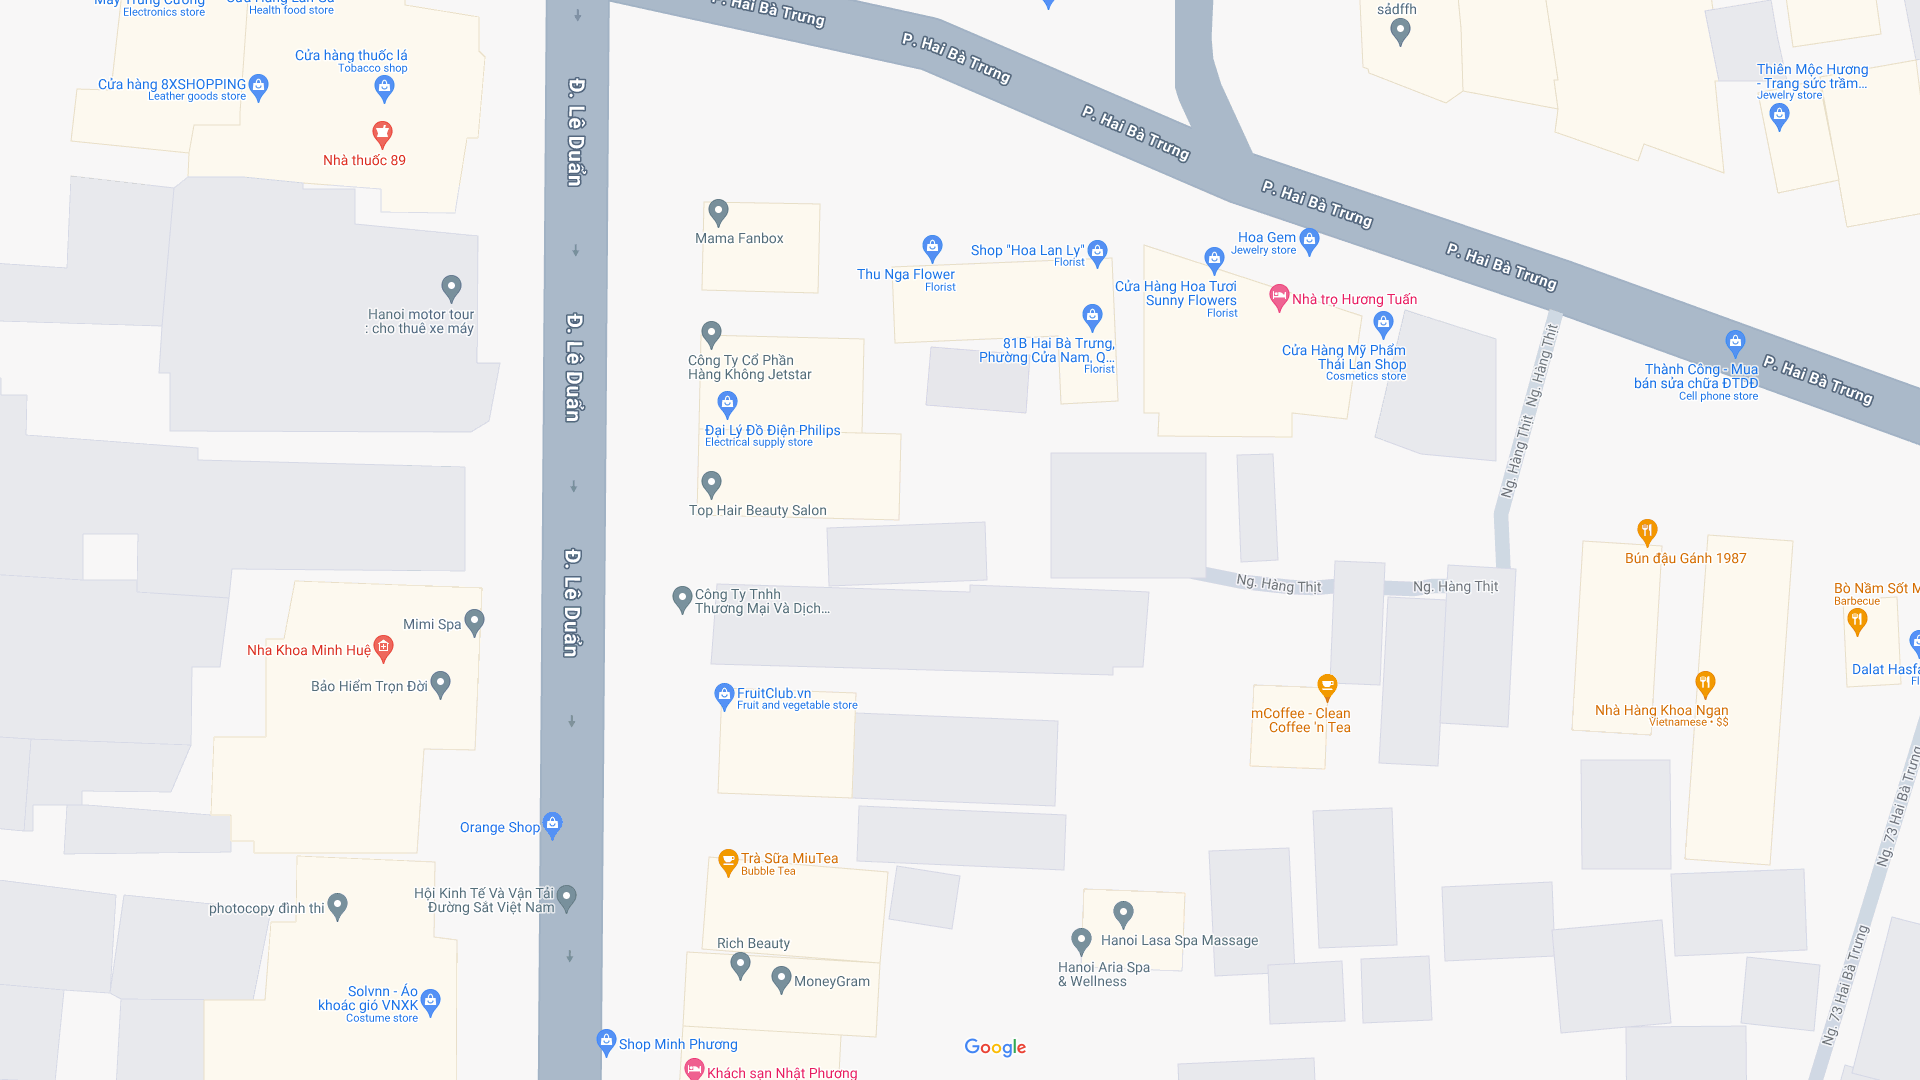 Máy Trung Cường
Electronics store
Cửa Hàng Lan Sa
Health food store
Cửa hàng thuốc lá
Tobacco shop
Cửa hàng 8XSHOPPING
Leather goods store
Nhà thuốc 89
Hanoi motor tour
: cho thuê xe máy
Đ. Lê Duẩn
Đ. Lê Duẩn
Đ. Lê Duẩn
P. Hai Bà Trưng
P. Hai Bà Trưng
P. Hai Bà Trưng
P. Hai Bà Trưng
P. Hai Bà Trưng
P. Hai Bà Trưng
sảdffh
Thiên Mộc Hương
- Trang sức trầm...
Jewelry store
Mama Fanbox
Thu Nga Flower
Florist
Shop "Hoa Lan Ly"
Florist
Hoa Gem
Jewelry store
Cửa Hàng Hoa Tươi
Sunny Flowers
Florist
Nhà trọ Hương Tuấn
81B Hai Bà Trưng,
Phường Cửa Nam, Q...
Florist
Cửa Hàng Mỹ Phẩm
Thái Lan Shop
Cosmetics store
Thành Công - Mua
bán sửa chữa ĐTDĐ
Cell phone store
Công Ty Cổ Phần
Hàng Không Jetstar
Đại Lý Đồ Điện Philips
Electrical supply store
Top Hair Beauty Salon
Ng. Hàng Thịt
Ng. Hàng Thịt
Ng. Hàng Thịt
Ng. Hàng Thịt
Bún đậu Gánh 1987
Bò Nầm Sốt M
Barbecue
Dalat Hasfa
Fl
Công Ty Tnhh
Thương Mại Và Dịch...
Mimi Spa
Nha Khoa Minh Huệ
Bảo Hiểm Trọn Đời
FruitClub.vn
Fruit and vegetable store
mCoffee - Clean
Coffee 'n Tea
Nhà Hàng Khoa Ngan
Vietnamese • $$
Orange Shop
Trà Sữa MiuTea
Bubble Tea
Hội Kinh Tế Và Vận Tải
Đường Sắt Việt Nam
photocopy đình thi
Rich Beauty
MoneyGram
Hanoi Lasa Spa Massage
Hanoi Aria Spa
& Wellness
Ng. 73 Hai Bà Trưng
Ng. 73 Hai Bà Trưng
Solvnn - Áo
khoác gió VNXK
Costume store
Shop Minh Phương
Khách sạn Nhật Phương
Google